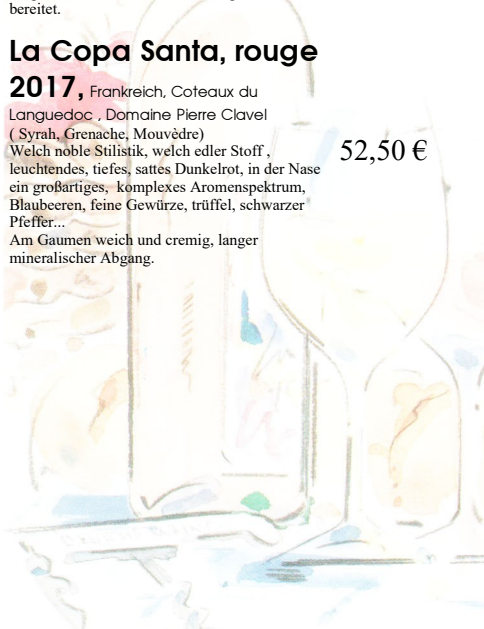 bereitet.
La Copa Santa, rouge
2017, Frankreich, Coteaux du
Languedoc , Domaine Pierre Clavel
( Syrah, Grenache, Mouvèdre)
Welch noble Stilistik, welch edler Stoff ,
52,50 €
leuchtendes, tiefes, sattes Dunkelrot, in der Nase
ein großartiges, komplexes Aromenspektrum,
Blaubeeren, feine Gewürze, trüffel, schwarzer
Pfeffer...
Am Gaumen weich und cremig, langer
mineralischer Abgang.